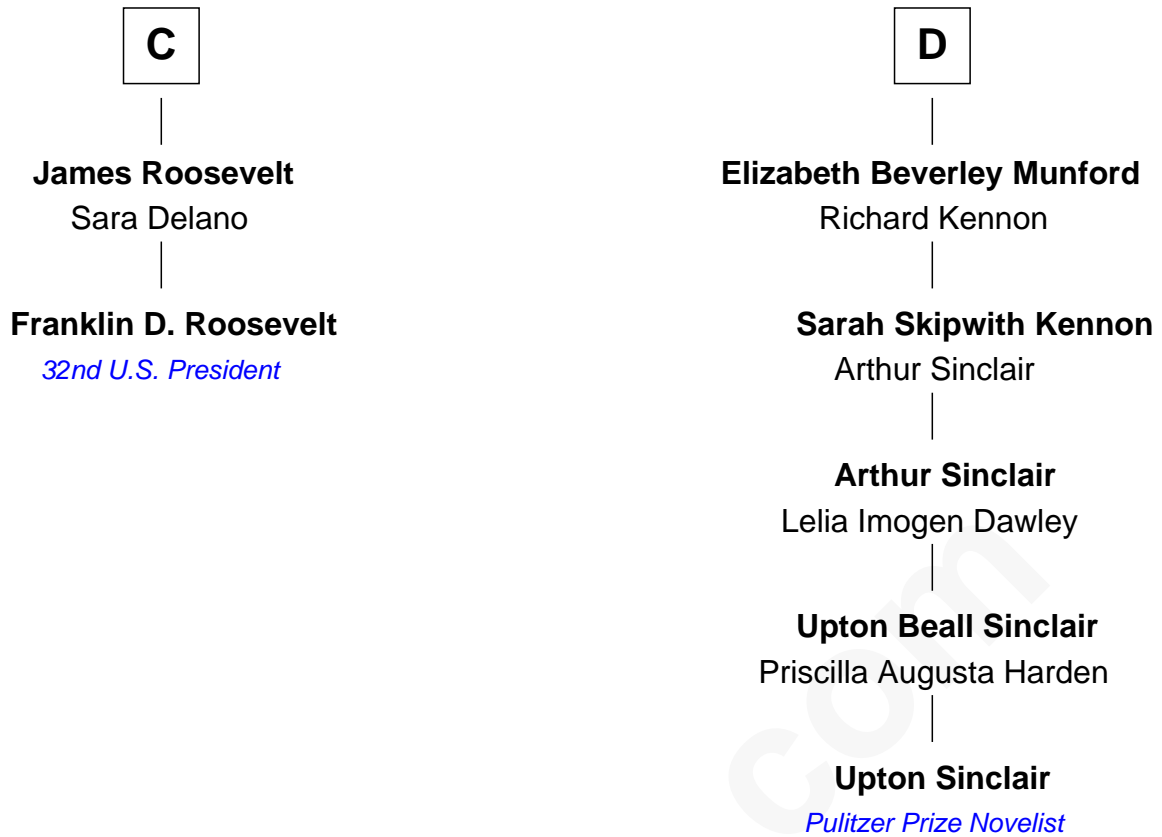 C
James Roosevelt
Sara Delano
Franklin D. Roosevelt
32nd U.S. President
D
Elizabeth Beverley Munford
Richard Kennon
Sarah Skipwith Kennon
Arthur Sinclair
Arthur Sinclair
Lelia Imogen Dawley
Upton Beall Sinclair
Priscilla Augusta Harden
Upton Sinclair
Pulitzer Prize Novelist
com